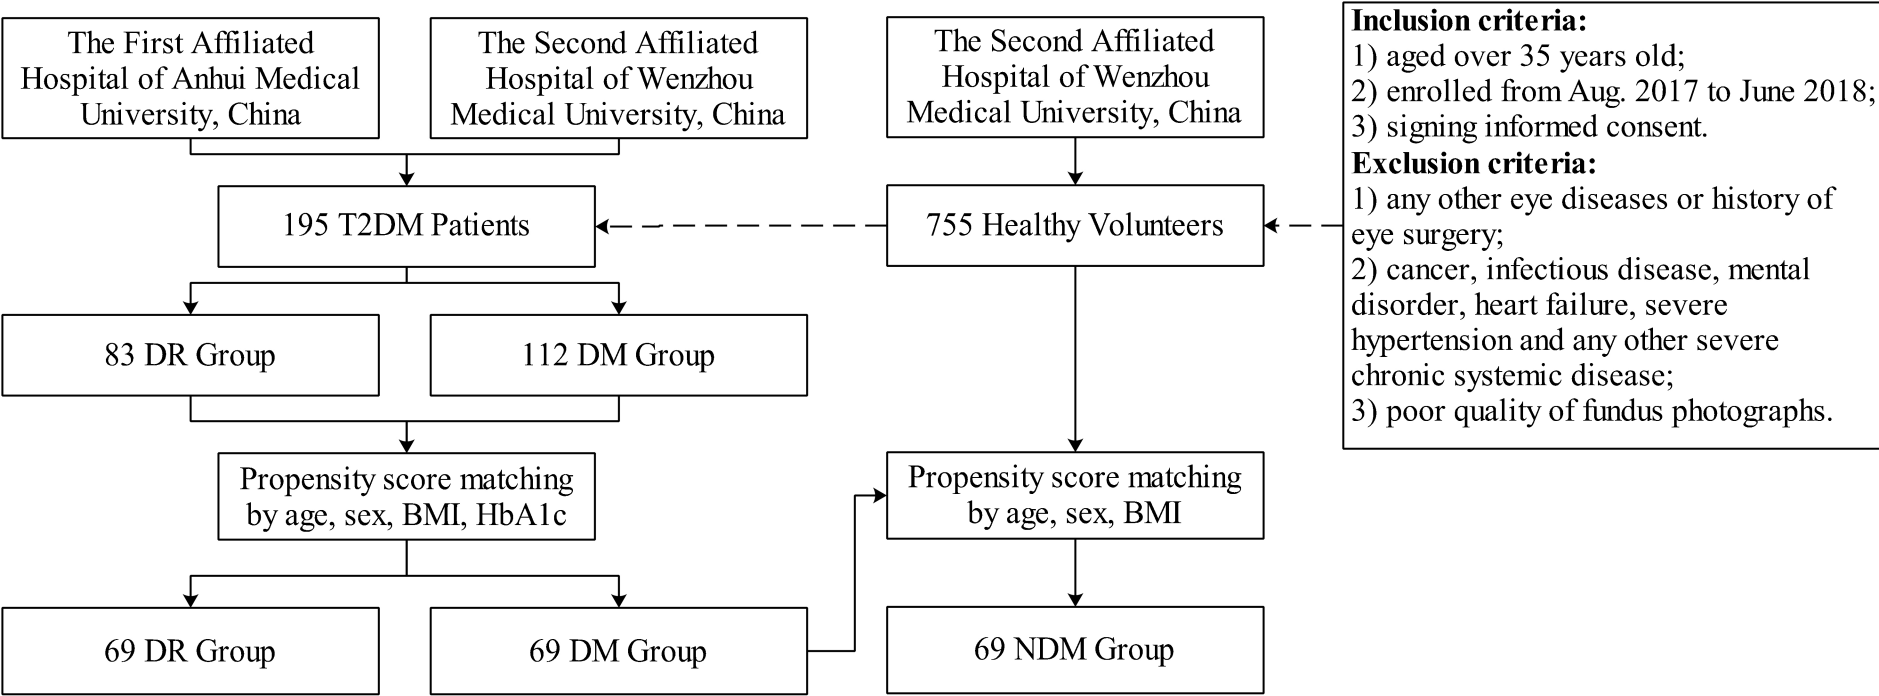 The First Affiliated
Hospital of Anhui Medical
University, China
The Second Affiliated
Hospital of Wenzhou
Medical University, China
The Second Affiliated
Hospital of Wenzhou
Medical University, China
Inclusion criteria:
1) aged over 35 years old;
2) enrolled from Aug. 2017 to June 2018;
3) signing informed consent.
Exclusion criteria:
1) any other eye diseases or history of
eye surgery;
2) cancer, infectious disease, mental
disorder, heart failure, severe
hypertension and any other severe
chronic systemic disease;
3) poor quality of fundus photographs.
195 T2DM Patients
755 Healthy Volunteers
83 DR Group
112 DM Group
Propensity score matching
by age, sex, BMI, HbA1c
Propensity score matching
by age, sex, BMI
69 DR Group
69 DM Group
69 NDM Group